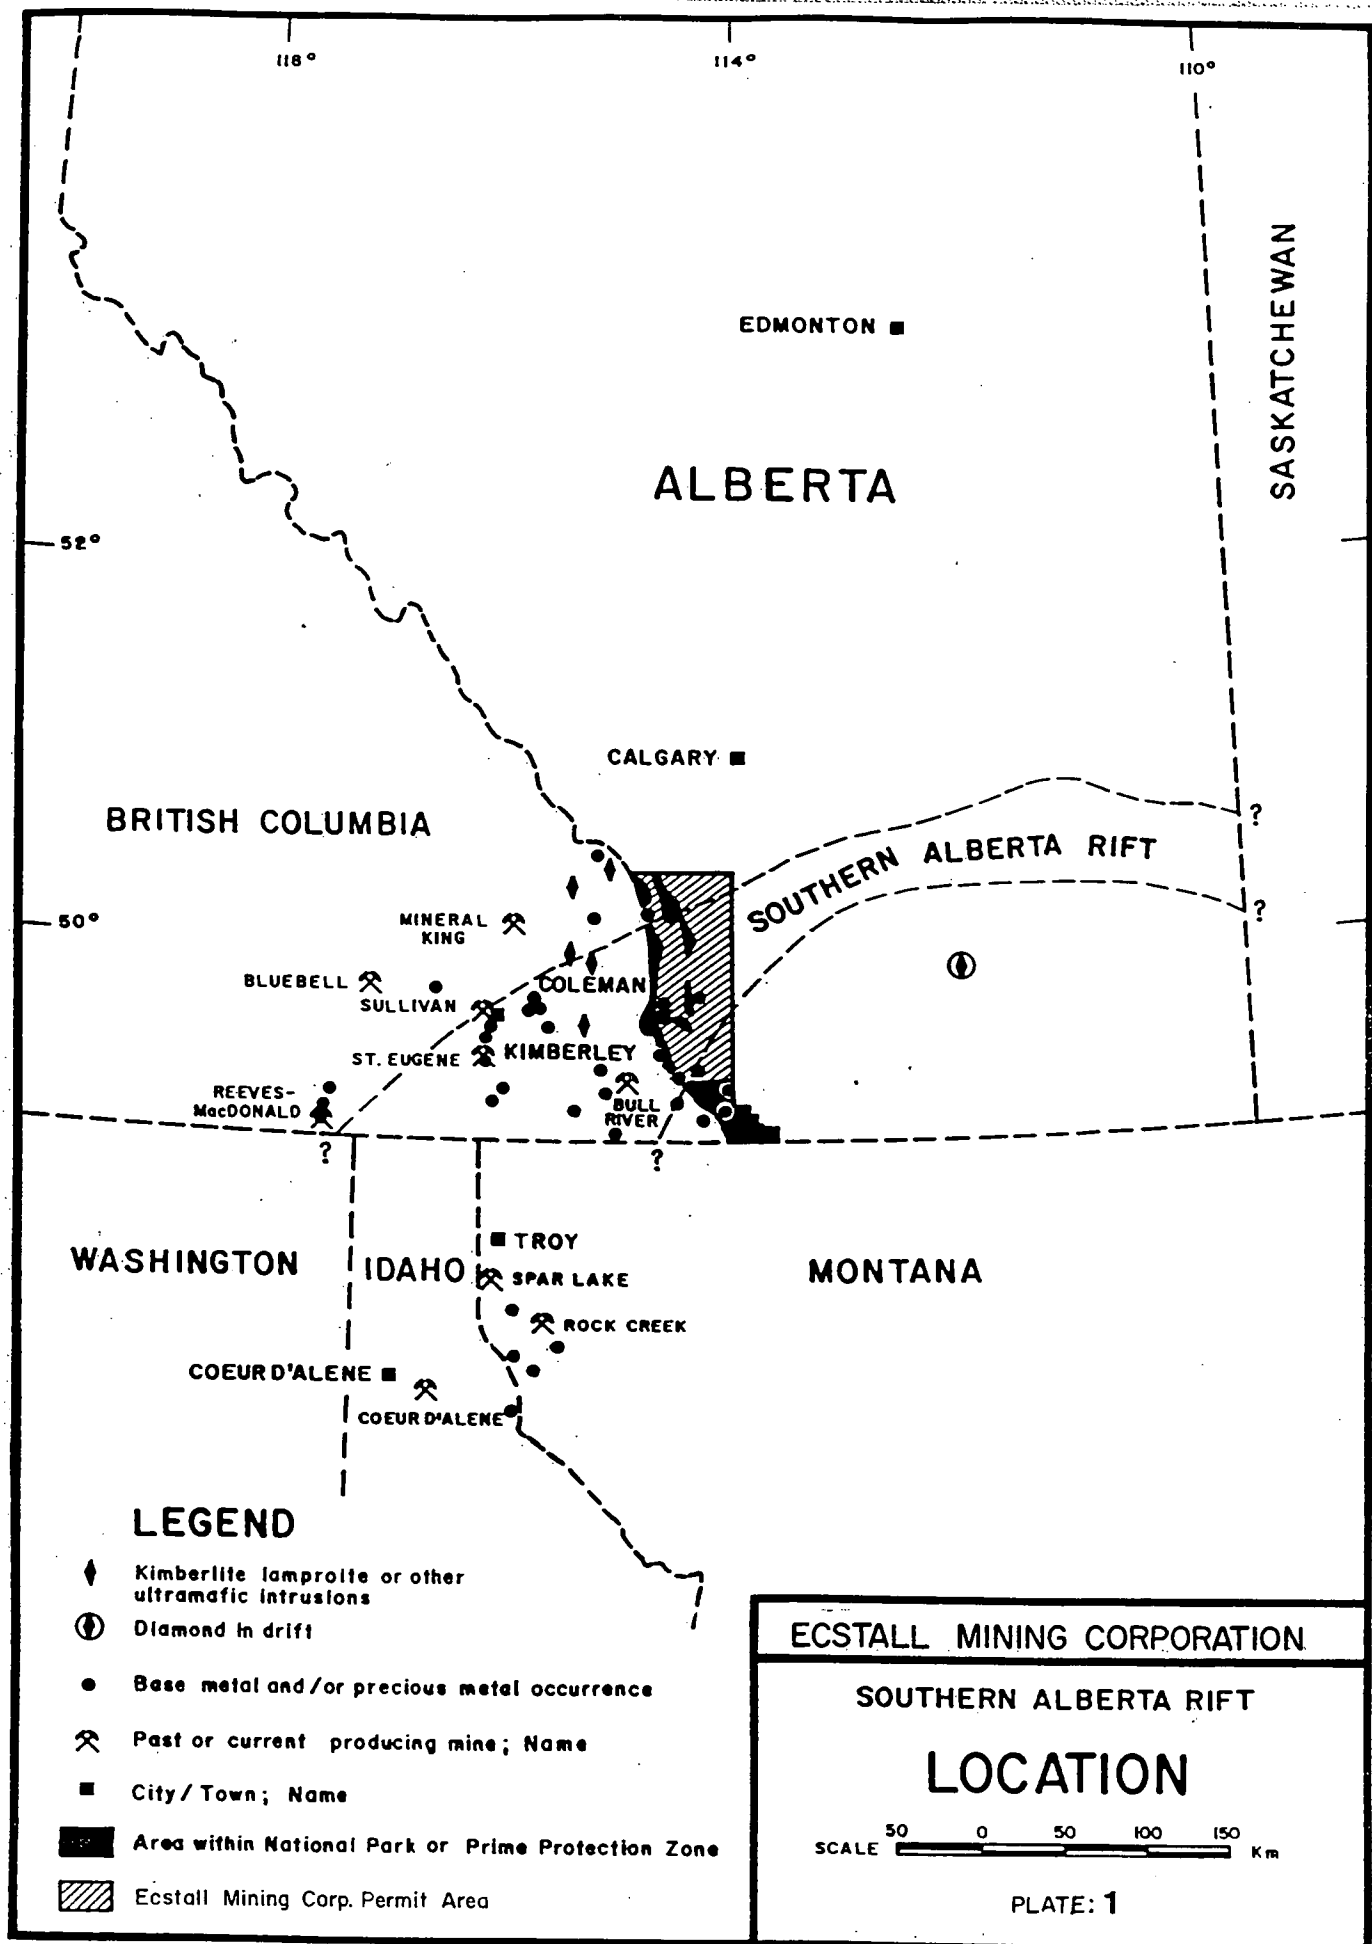 118°
114°
110°
EDMONTON
SASKATCHEWAN
ALBERTA
52°
CALGARY
BRITISH COLUMBIA
?
SOUTHERN ALBERTA RIFT
50°
?
MINERAL
KING
BLUEBELL
COLEMAN
SULLIVAN
KIMBERLEY
ST. EUGENE
REEVES-
MacDONALD
BULL
RIVER
?
?
WASHINGTON
IDAHO
TROY
MONTANA
SPAR LAKE
ROCK CREEK
COEUR D'ALENE
COEUR D'ALENE
LEGEND
Kimberlite lamproite or other
ultramafic intrusions
Diamond in drift
Base metal and/or precious metal occurrence
Past or current producing mine; Name
City/Town; Name
Area within National Park or Prime Protection Zone
Ecstall Mining Corp. Permit Area
ECSTALL MINING CORPORATION
SOUTHERN ALBERTA RIFT
LOCATION
SCALE 50 0 50 100 150 Km
PLATE: 1